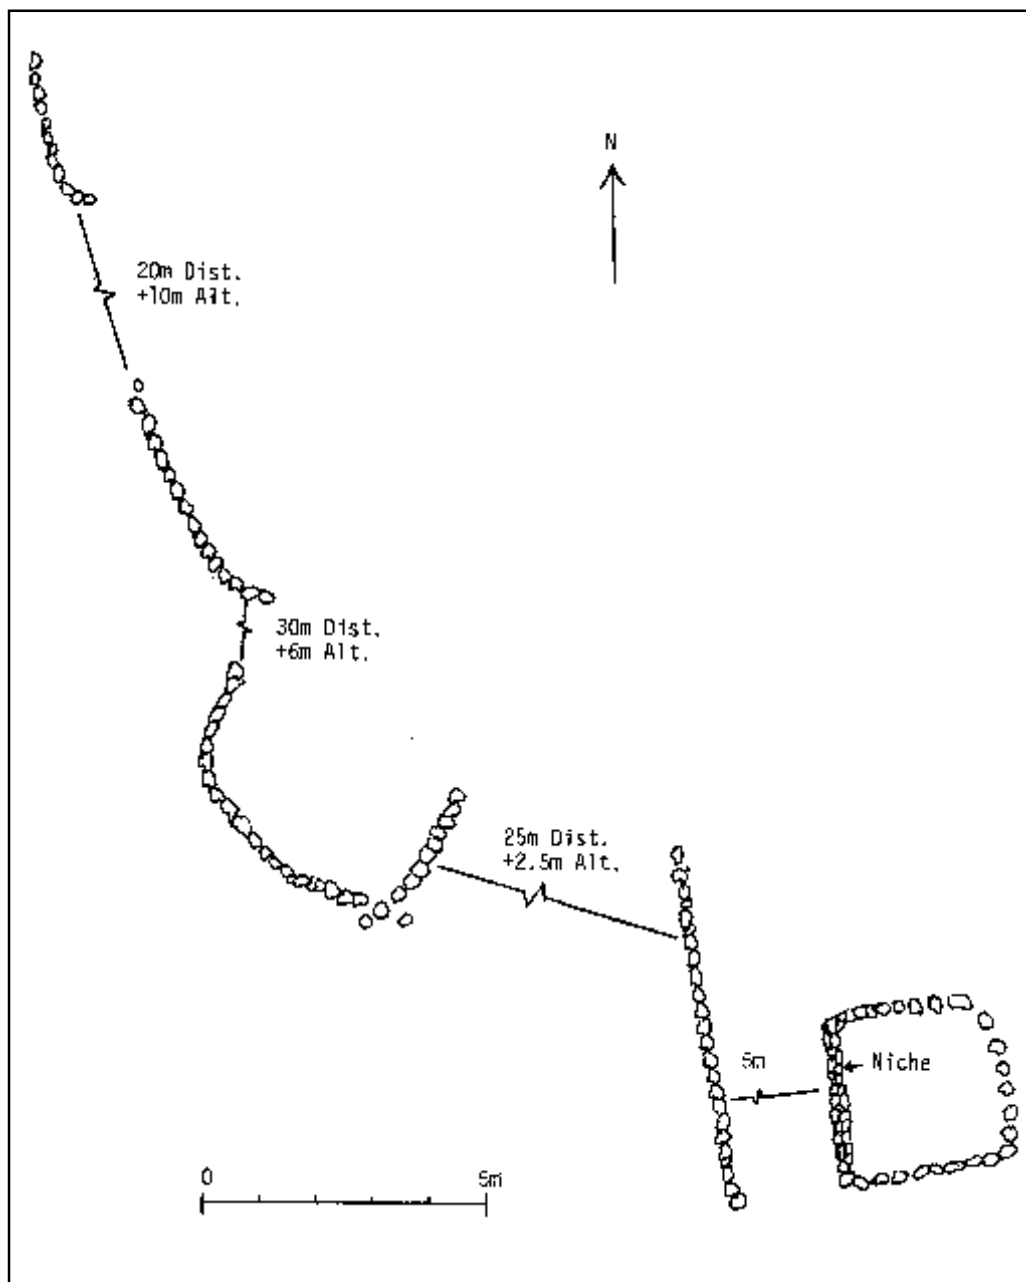 N
20m Dist.
+10m Alt.
30m Dist.
+6m Alt.
25m Dist.
+2.5m Alt.
5m
Niche
0
5m